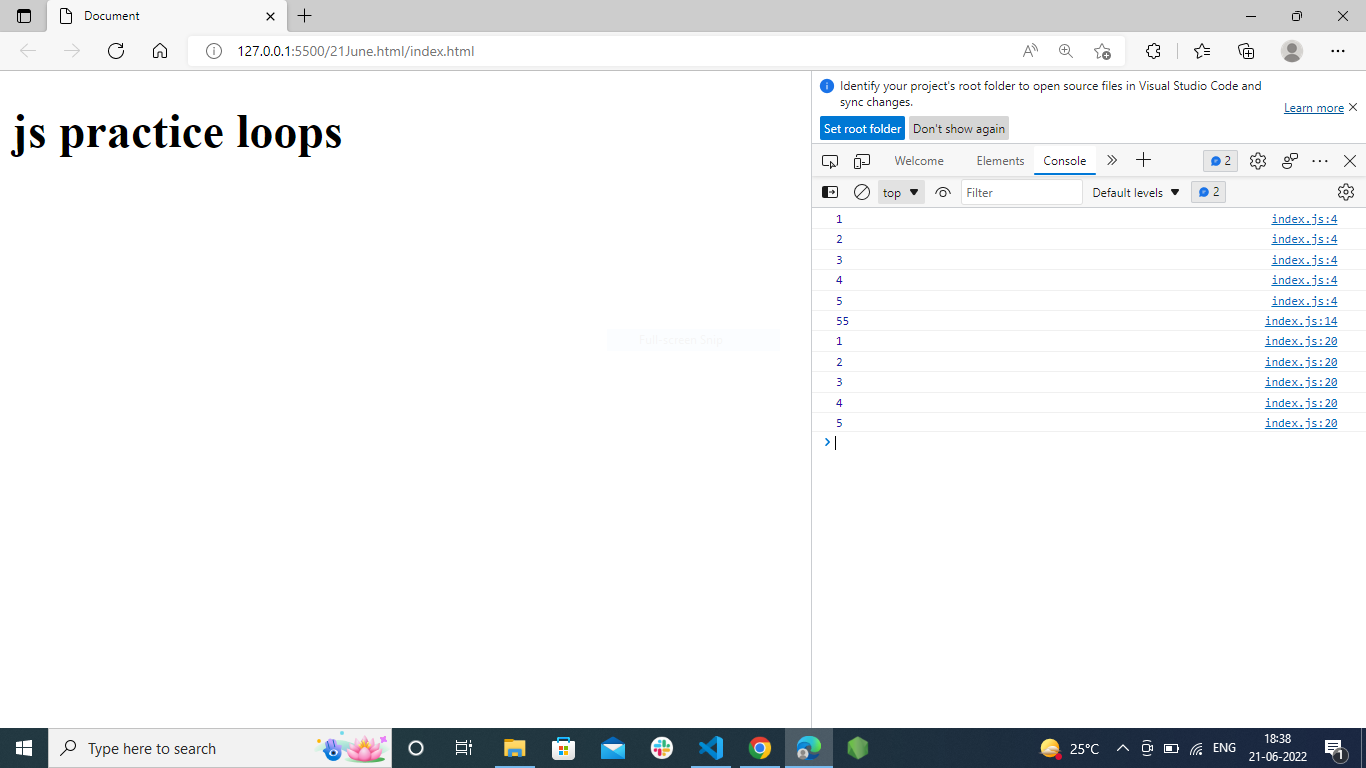 Document
127.0.0.1:5500/21June.html/index.html
js practice loops
Identify your project's root folder to open source files in Visual Studio Code and
sync changes.
Learn more
Set root folder
Don't show again
Welcome
Elements
Console
2
top
Filter
Default levels
2
1 index.js:4
2 index.js:4
3 index.js:4
4 index.js:4
5 index.js:4
55 index.js:14
1 index.js:20
2 index.js:20
3 index.js:20
4 index.js:20
5 index.js:20
Full-screen Snip
Type here to search
25°C
ENG
18:38
21-06-2022
1